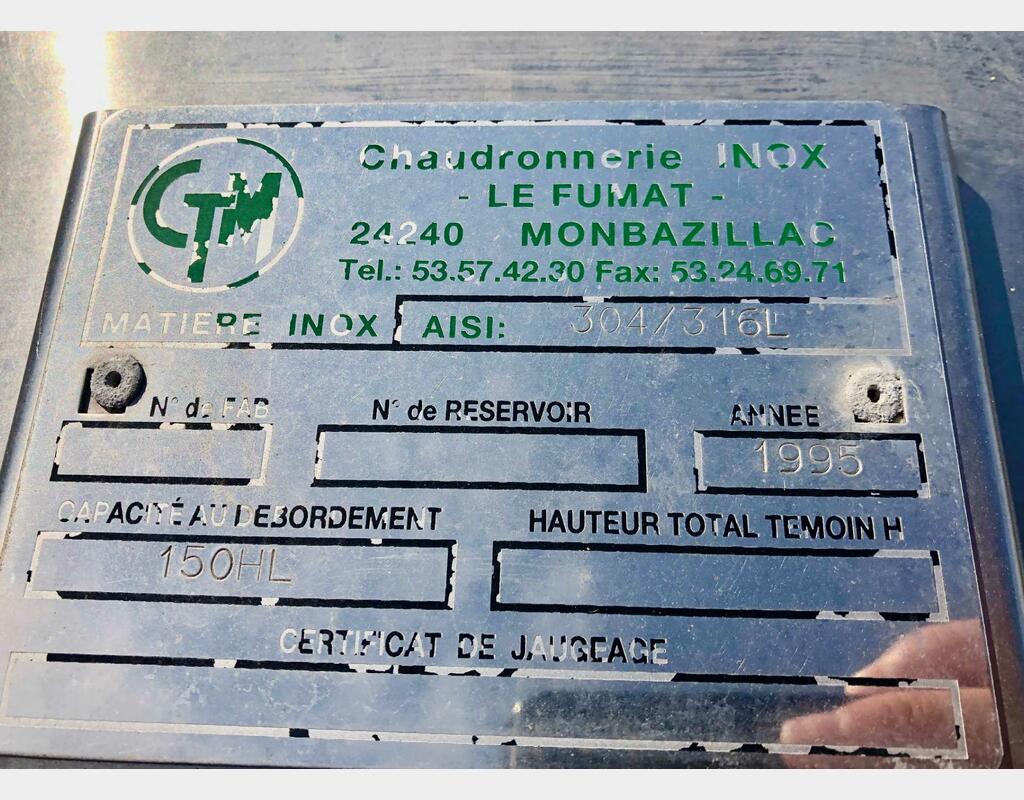 CTM
Chaudronnerie INOX
- LE FUMAT -
24240 MONBAZILLAC
Tel.: 53.57.42.30 Fax: 53.24.69.71
MATIERE INOX AISI: 304/316L
N° de FAB N° de RESERVOIR ANNEE
1995
CAPACITÉ AU DEBORDEMENT HAUTEUR TOTAL TEMOIN H
150HL
CERTIFICAT DE JAUGEAGE